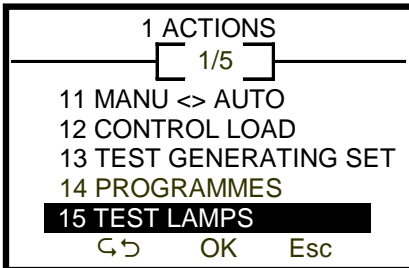 1 ACTIONS
1/5
11 MANU <> AUTO
12 CONTROL LOAD
13 TEST GENERATING SET
14 PROGRAMMES
15 TEST LAMPS
OK Esc